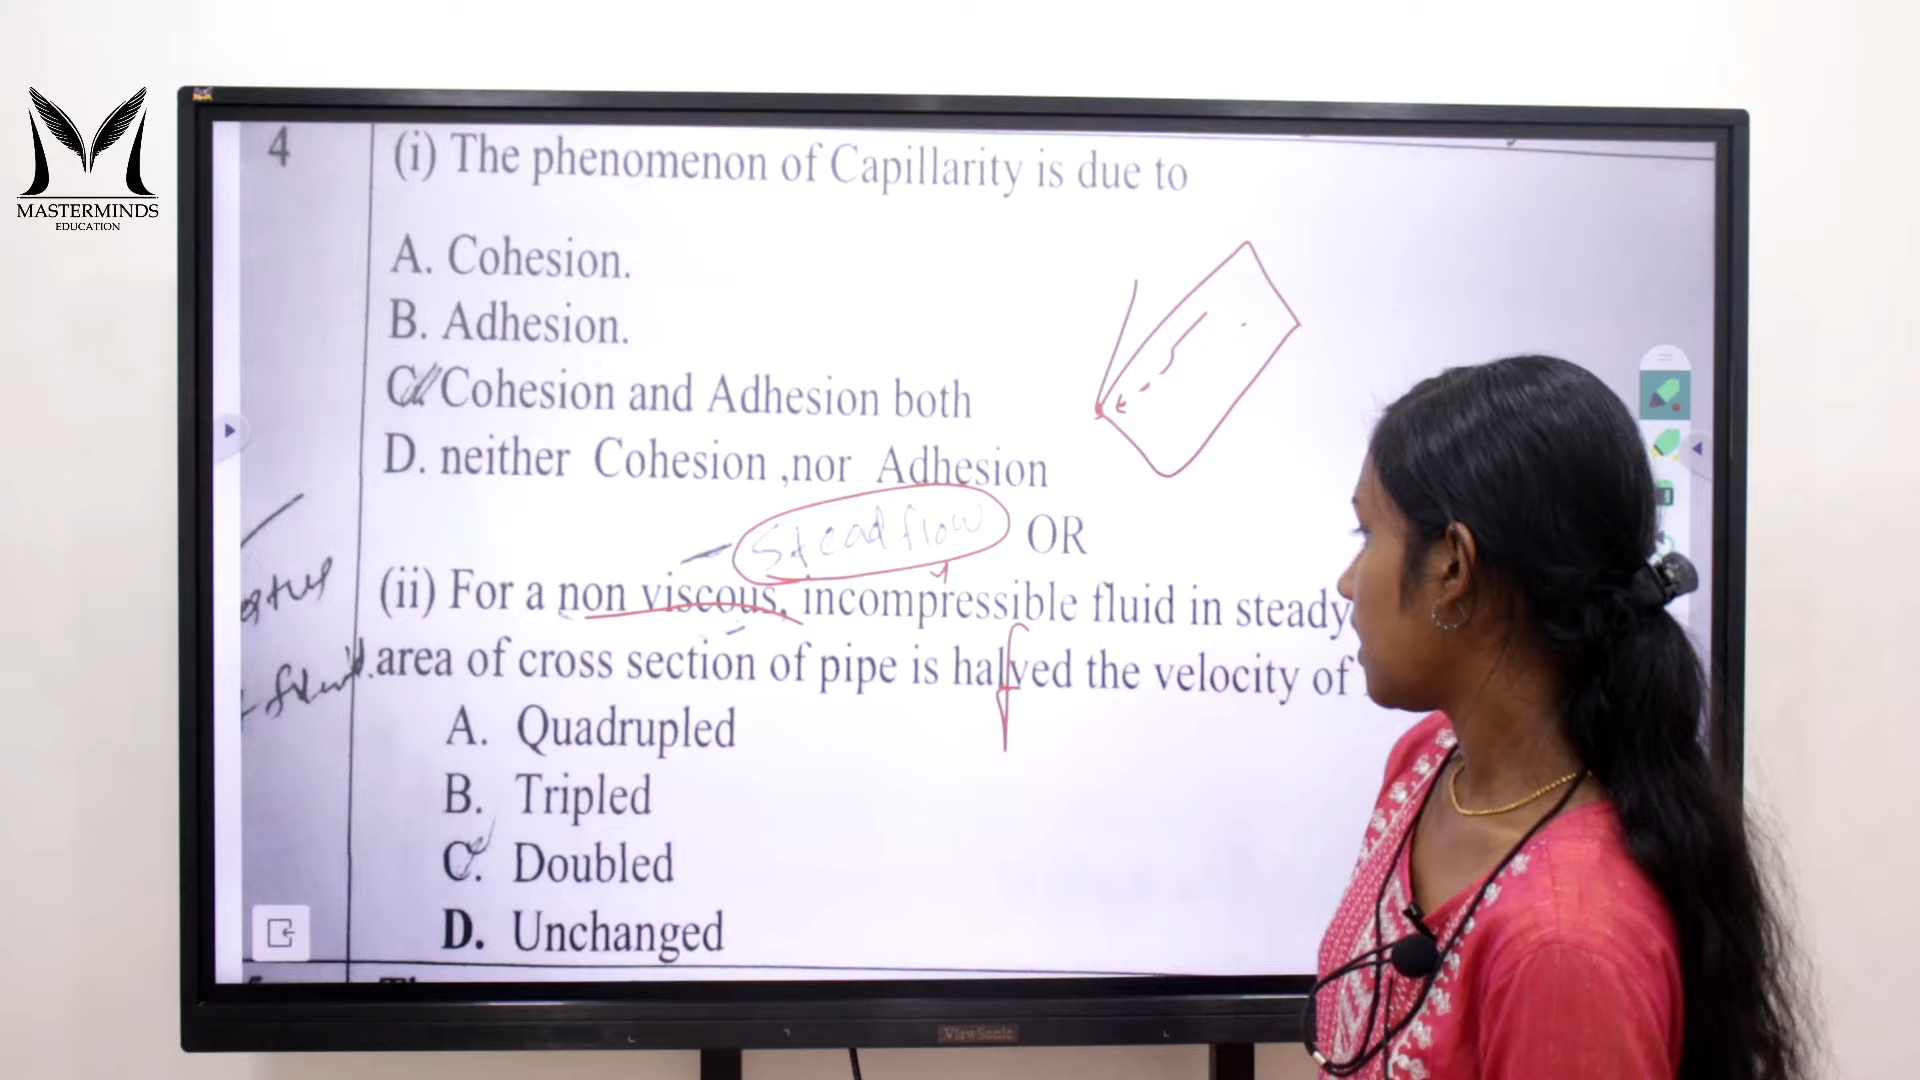 MASTERMINDS
EDUCATION
4
(i) The phenomenon of Capillarity is due to
A. Cohesion.
B. Adhesion.
C. Cohesion and Adhesion both
D. neither Cohesion ,nor Adhesion
Stead flow OR
(ii) For a non viscous, incompressible fluid in steady
area of cross section of pipe is halved the velocity of
A. Quadrupled
B. Tripled
C. Doubled
D. Unchanged
ViewSonic